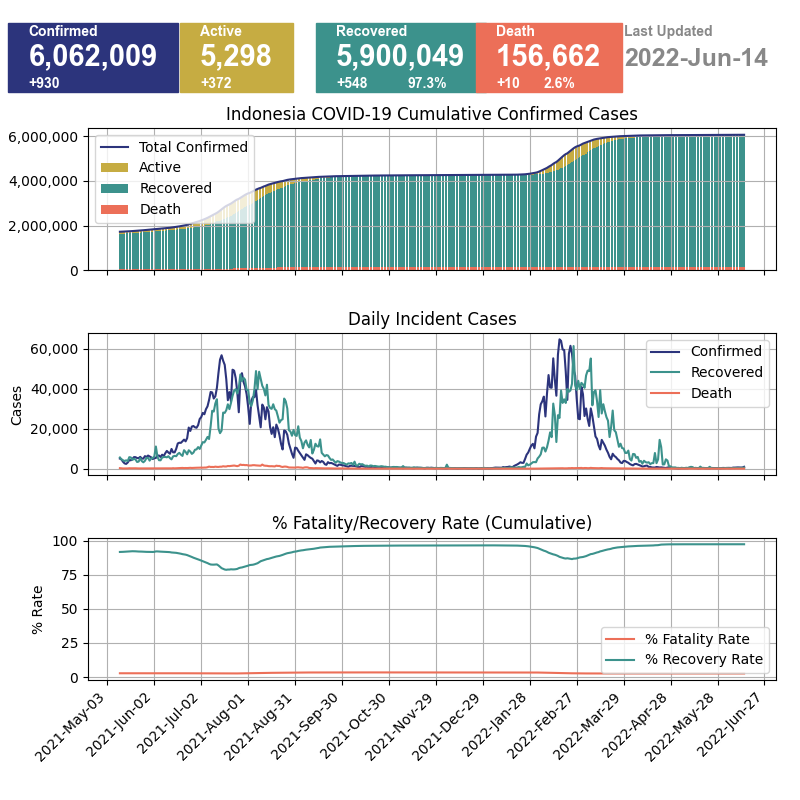 Confirmed
6,062,009
+930
Active
5,298
+372
Recovered
5,900,049
+548 97.3%
Death
156,662
+10 2.6%
Last Updated
2022-Jun-14
Indonesia COVID-19 Cumulative Confirmed Cases
6,000,000
4,000,000
2,000,000
0
Total Confirmed
Active
Recovered
Death
Daily Incident Cases
Cases
60,000
40,000
20,000
0
Confirmed
Recovered
Death
% Fatality/Recovery Rate (Cumulative)
% Rate
100
75
50
25
0
% Fatality Rate
% Recovery Rate
2021-May-03
2021-Jun-02
2021-Jul-02
2021-Aug-01
2021-Aug-31
2021-Sep-30
2021-Oct-30
2021-Nov-29
2021-Dec-29
2022-Jan-28
2022-Feb-27
2022-Mar-29
2022-Apr-28
2022-May-28
2022-Jun-27